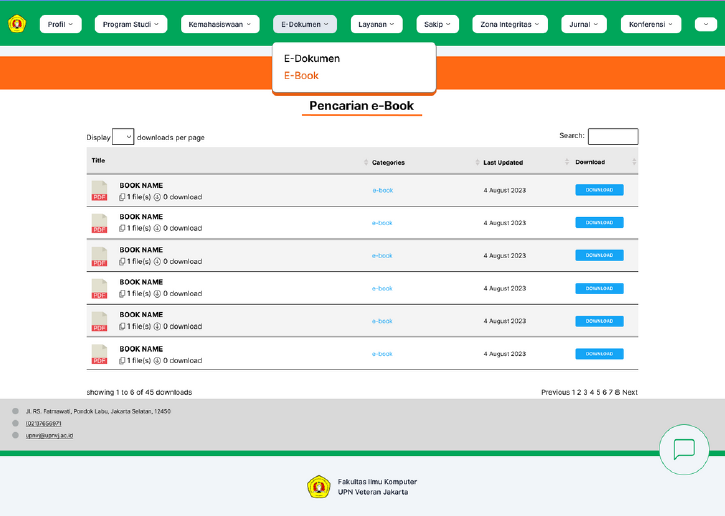 Profil
Program Studi
Kemahasiswaan
E-Dokumen
Layanan
Sakip
Zona Integritas
Jurnal
Konferensi
E-Dokumen
E-Book
Pencarian e-Book
Display downloads per page
Search:
Title Categories Last Updated Download
BOOK NAME
1 file(s) 0 download
PDF
e-book
4 August 2023
DOWNLOAD
BOOK NAME
1 file(s) 0 download
PDF
e-book
4 August 2023
DOWNLOAD
BOOK NAME
1 file(s) 0 download
PDF
e-book
4 August 2023
DOWNLOAD
BOOK NAME
1 file(s) 0 download
PDF
e-book
4 August 2023
DOWNLOAD
BOOK NAME
1 file(s) 0 download
PDF
e-book
4 August 2023
DOWNLOAD
BOOK NAME
1 file(s) 0 download
PDF
e-book
4 August 2023
DOWNLOAD
showing 1 to 6 of 45 downloads
Previous 1 2 3 4 5 6 7 8 Next
Jl. RS. Fatmawati, Pondok Labu, Jakarta Selatan, 12450
(021)7656971
upnvj@upnvj.ac.id
Fakultas Ilmu Komputer
UPN Veteran Jakarta